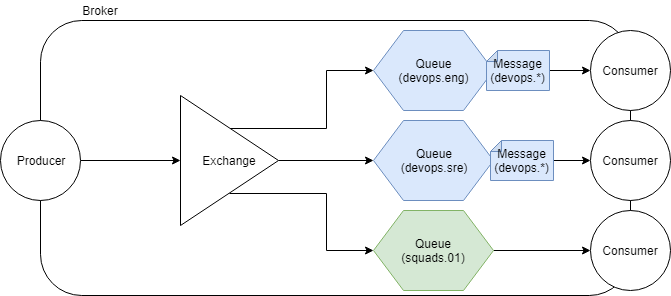 Broker
Queue
(devops.eng)
Message
(devops.*)
Consumer
Producer
Exchange
Queue
(devops.sre)
Message
(devops.*)
Consumer
Queue
(squads.01)
Consumer